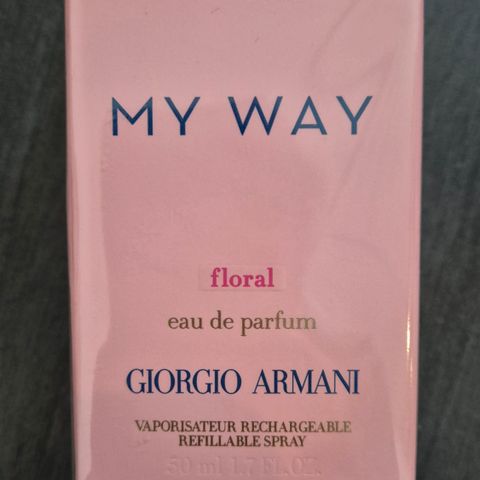 MY WAY
floral
eau de parfum
GIORGIO ARMANI
VAPORISATEUR RECHARGEABLE
REFILLABLE SPRAY
50 ml 1.7 FL.OZ.